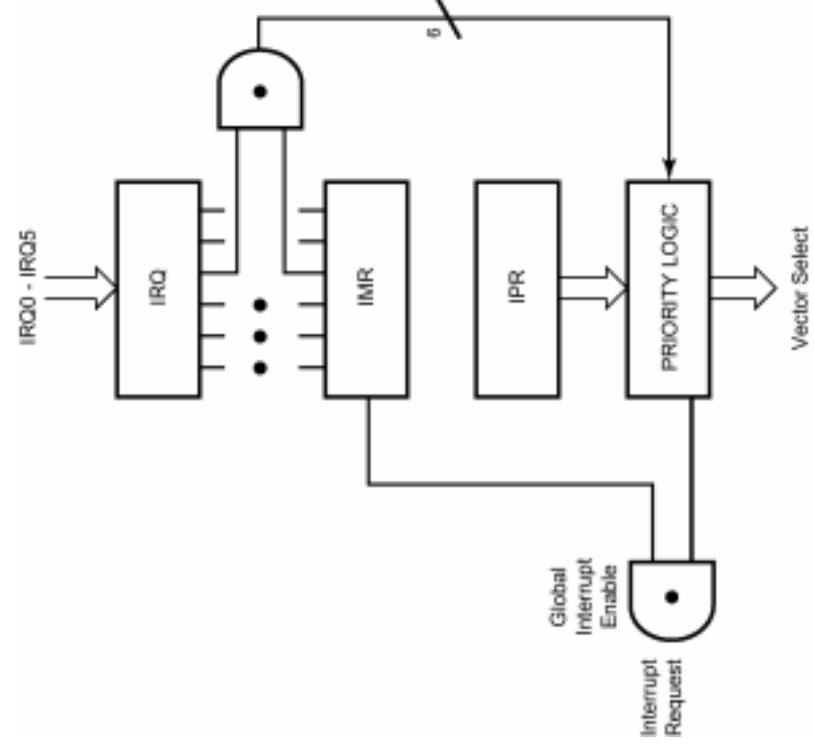 IRQ0 - IRQ5
IRQ
IMR
IPR
PRIORITY LOGIC
6
Vector Select
Global
Interrupt
Enable
Interrupt
Request